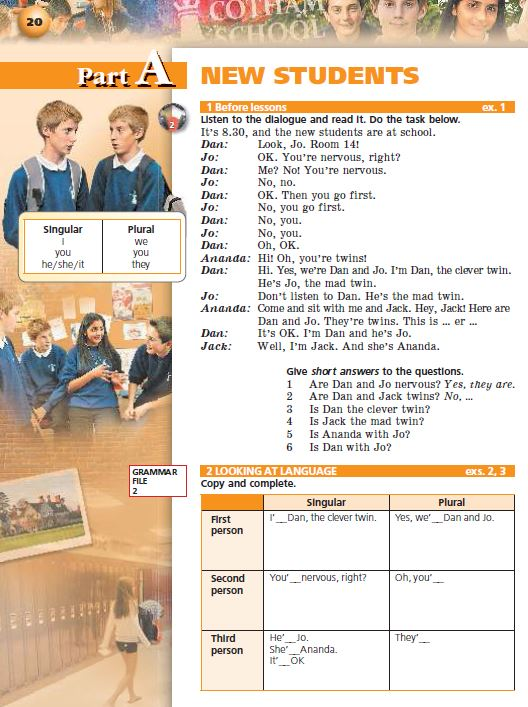 20
COTHAM
SCHOOL
Part A
NEW STUDENTS
1 Before lessons ex. 1
2
Listen to the dialogue and read it. Do the task below.
It's 8.30, and the new students are at school.
Dan: Look, Jo. Room 14!
Jo: OK. You're nervous, right?
Dan: Me? No! You're nervous.
Jo: No, no.
Dan: OK. Then you go first.
Jo: No, you go first.
Dan: No, you.
Jo: No, you.
Dan: Oh, OK.
Ananda: Hi! Oh, you're twins!
Dan: Hi. Yes, we're Dan and Jo. I'm Dan, the clever twin.
He's Jo, the mad twin.
Jo: Don't listen to Dan. He's the mad twin.
Ananda: Come and sit with me and Jack. Hey, Jack! Here are
Dan and Jo. They're twins. This is ... er ...
Dan: It's OK. I'm Dan and he's Jo.
Jack: Well, I'm Jack. And she's Ananda.
Singular Plural
I we
you you
he/she/it they
Give short answers to the questions.
1 Are Dan and Jo nervous? Yes, they are.
2 Are Dan and Jack twins? No, ...
3 Is Dan the clever twin?
4 Is Jack the mad twin?
5 Is Ananda with Jo?
6 Is Dan with Jo?
GRAMMAR
FILE
2
2 LOOKING AT LANGUAGE exs. 2, 3
Copy and complete.
Singular Plural
First
person
I'__Dan, the clever twin. Yes, we'__Dan and Jo.
Second
person
You'__nervous, right? Oh, you'__
Third
person
He'__Jo. They'__
She'__Ananda.
It'__OK